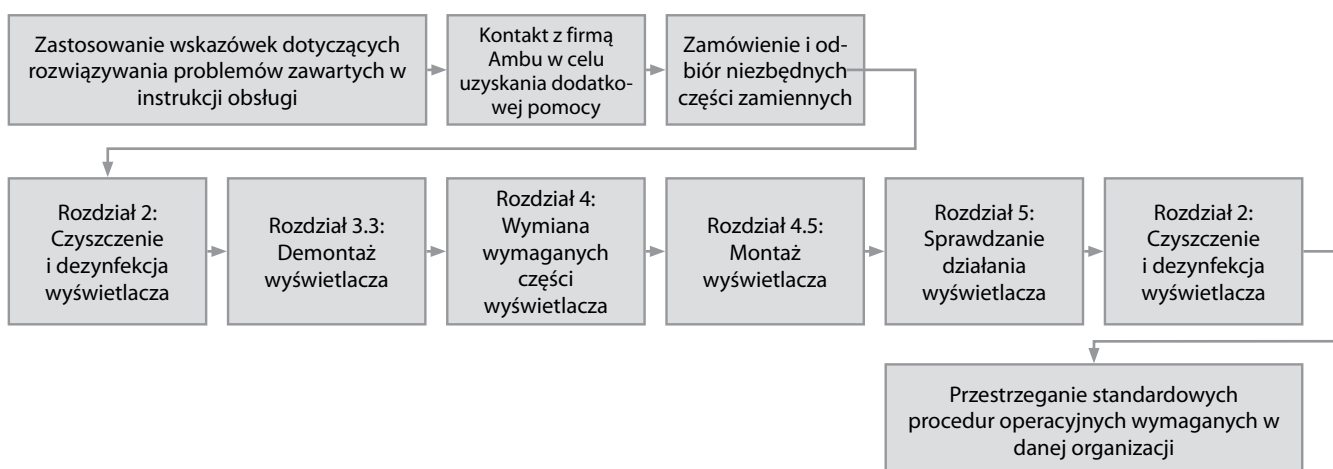 Zastosowanie wskazówek dotyczących
rozwiązywania problemów zawartych w
instrukcji obsługi
Kontakt z firmą
Ambu w celu
uzyskania dodatko-
wej pomocy
Zamówienie i od-
biór niezbędnych
części zamiennych
Rozdział 2:
Czyszczenie
i dezynfekcja
wyświetlacza
Rozdział 3.3:
Demontaż
wyświetlacza
Rozdział 4:
Wymiana
wymaganych
części
wyświetlacza
Rozdział 4.5:
Montaż
wyświetlacza
Rozdział 5:
Sprawdzanie
działania
wyświetlacza
Rozdział 2:
Czyszczenie
i dezynfekcja
wyświetlacza
Przestrzeganie standardowych
procedur operacyjnych wymaganych w
danej organizacji